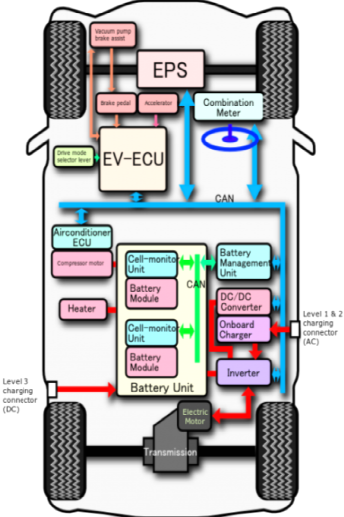 Vacuum pump
brake assist
EPS
Brake pedal
Accelerator
Combination
Meter
Drive mode
selector lever
EV-ECU
CAN
Airconditioner
ECU
Compressor motor
Cell-monitor
Unit
Battery
Management
Unit
CAN
Battery
Module
DC/DC
Converter
Heater
Onboard
Charger
Level 1 & 2
charging
connector
(AC)
Cell-monitor
Unit
Battery
Module
Inverter
Battery Unit
Level 3
charging
connector
(DC)
Electric
Motor
Transmission